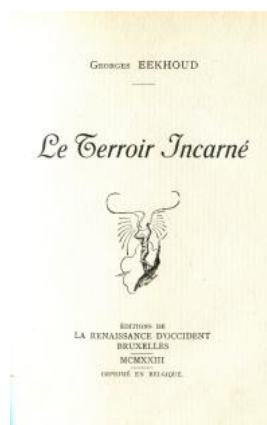 Georges EEKHOUD
Le Terroir Incarné
ÉDITIONS DE
LA RENAISSANCE D'OCCIDENT
BRUXELLES
MCMXXIII
IMPRIMÉ EN BELGIQUE.